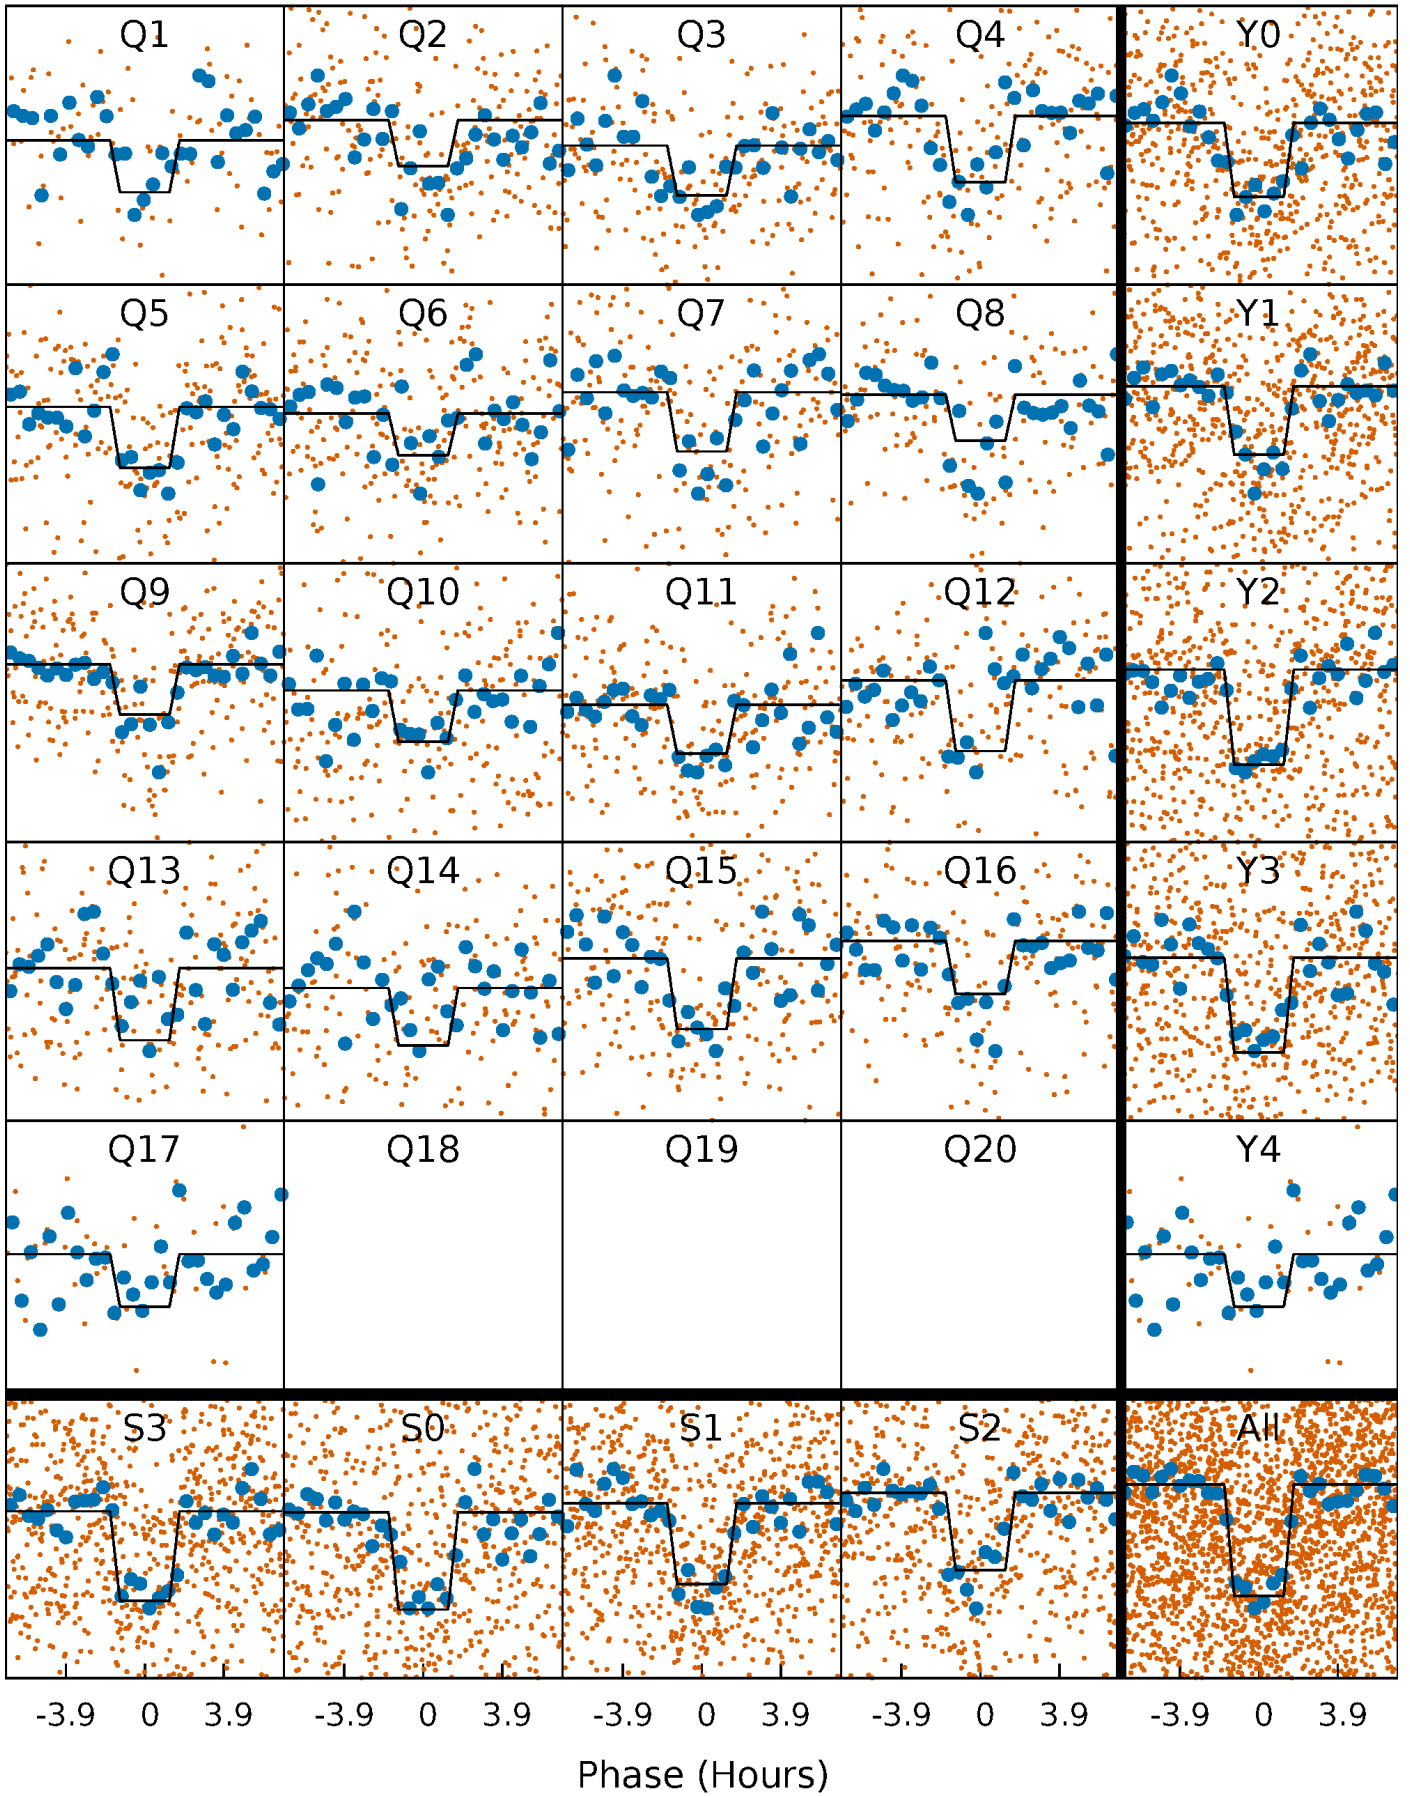 Q1 Q2 Q3 Q4 Y0
Q5 Q6 Q7 Q8 Y1
Q9 Q10 Q11 Q12 Y2
Q13 Q14 Q15 Q16 Y3
Q17 Q18 Q19 Q20 Y4
S3 S0 S1 S2 All
-3.9 0 3.9 -3.9 0 3.9 -3.9 0 3.9 -3.9 0 3.9 -3.9 0 3.9
Phase (Hours)